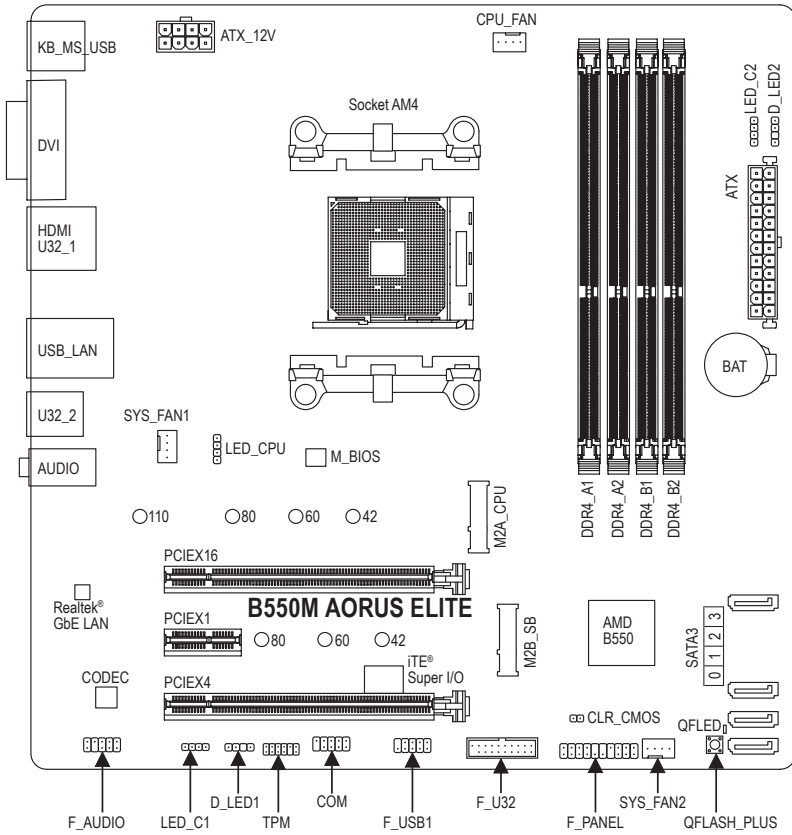 KB_MS_USB
ATX_12V
CPU_FAN
LED_C2
D_LED2
Socket AM4
DVI
ATX
HDMI
U32_1
USB_LAN
BAT
U32_2
SYS_FAN1
LED_CPU
M_BIOS
AUDIO
DDR4_A1
DDR4_A2
DDR4_B1
DDR4_B2
110
80
60
42
M2A_CPU
PCIEX16
B550M AORUS ELITE
Realtek®
GbE LAN
PCIEX1
80
60
42
M2B_SB
AMD
B550
SATA3
0 1 2 3
iTE®
Super I/O
CODEC
PCIEX4
CLR_CMOS
QFLED
F_AUDIO
LED_C1
D_LED1
TPM
COM
F_USB1
F_U32
F_PANEL
SYS_FAN2
QFLASH_PLUS